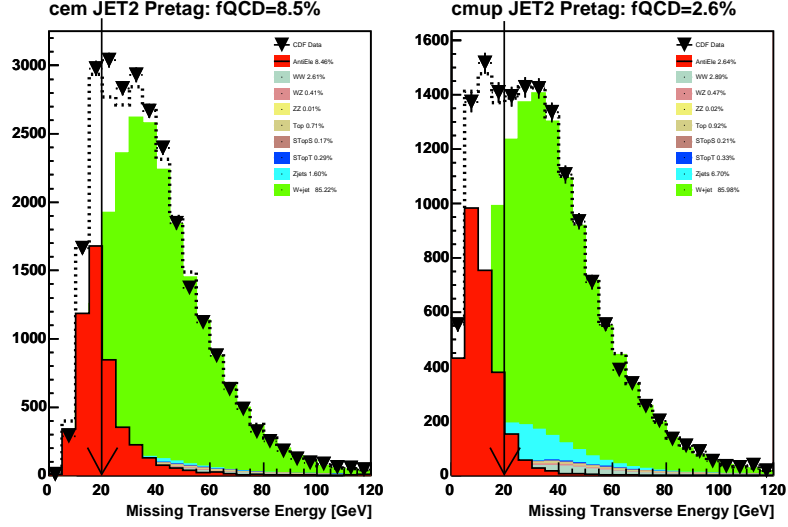 cem JET2 Pretag: fQCD=8.5%
3000
2500
2000
1500
1000
500
0
0 20 40 60 80 100 120
Missing Transverse Energy [GeV]
CDF Data
AntiEle 8.46%
WW 2.61%
WZ 0.41%
ZZ 0.01%
Top 0.71%
STopS 0.17%
STopT 0.29%
Zjets 1.60%
W+jet 85.22%
cmup JET2 Pretag: fQCD=2.6%
1600
1400
1200
1000
800
600
400
200
0
0 20 40 60 80 100 120
Missing Transverse Energy [GeV]
CDF Data
AntiEle 2.64%
WW 2.89%
WZ 0.47%
ZZ 0.02%
Top 0.92%
STopS 0.21%
STopT 0.33%
Zjets 6.70%
W+jet 85.98%